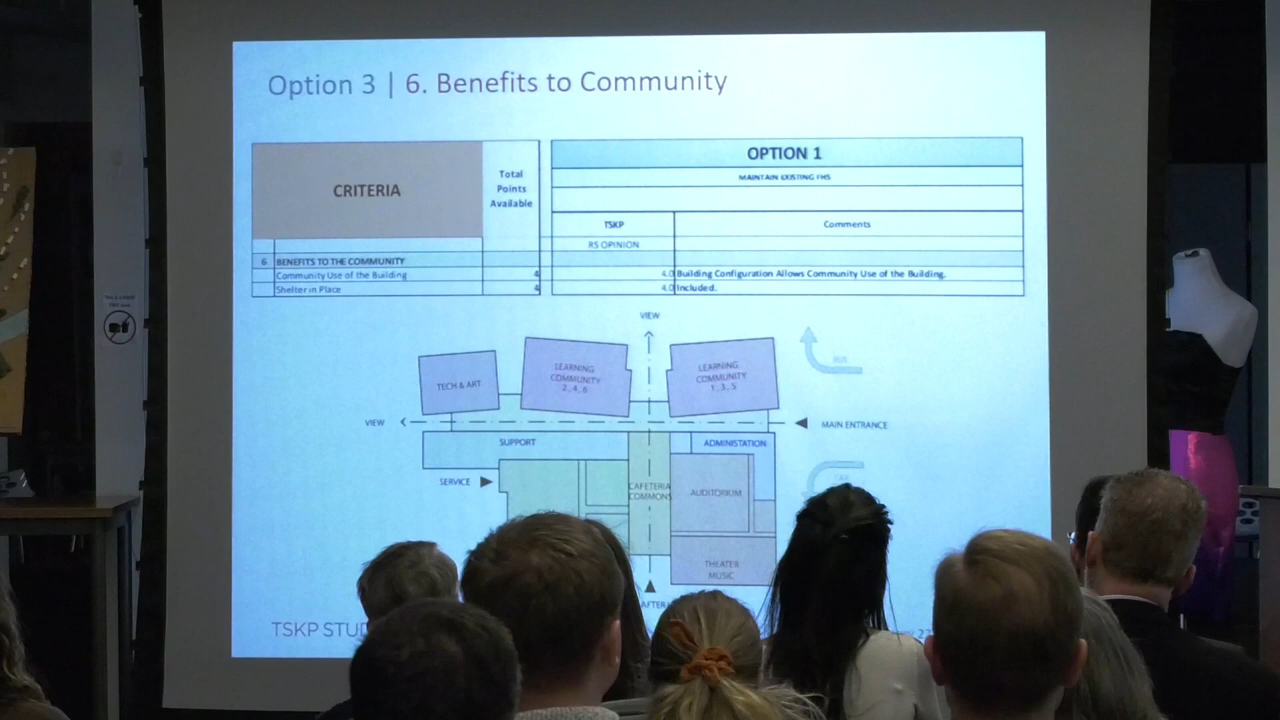 Option 3 | 6. Benefits to Community
CRITERIA
Total
Points
Available
OPTION 1
MAINTAIN EXISTING FHS
TSKP
Comments
RS OPINION
6 BENEFITS TO THE COMMUNITY
Community Use of the Building 4 4.0 Building Configuration Allows Community Use of the Building.
Shelter in Place 4 4.0 Included.
VIEW
TECH & ART
LEARNING
COMMUNITY
2, 4, 6
LEARNING
COMMUNITY
1, 3, 5
BUS
VIEW
MAIN ENTRANCE
SUPPORT
ADMINISTATION
SERVICE
CAFETERIA
COMMONS
AUDITORIUM
THEATER
MUSIC
AFTER
TSKP STUD